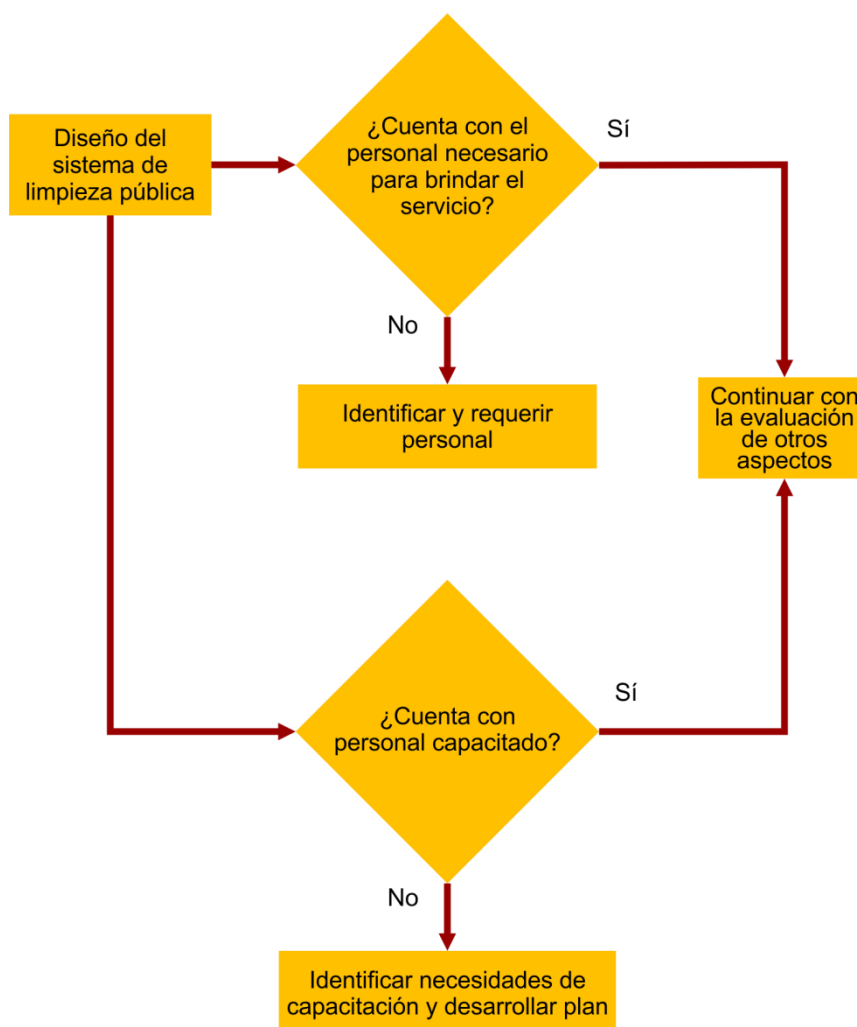 Diseño del
sistema de
limpieza pública
¿Cuenta con el
personal necesario
para brindar el
servicio?
Sí
No
Identificar y requerir
personal
Continuar con
la evaluación
de otros
aspectos
¿Cuenta con
personal capacitado?
Sí
No
Identificar necesidades de
capacitación y desarrollar plan